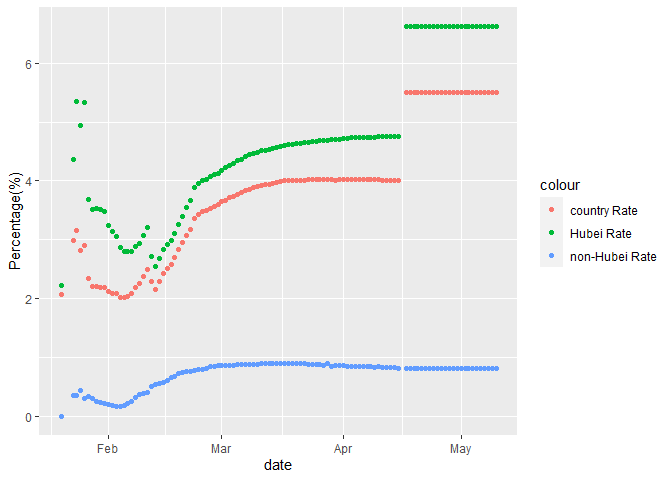 Percentage(%)
6
4
2
0
Feb
Mar
Apr
May
date
colour
country Rate
Hubei Rate
non-Hubei Rate